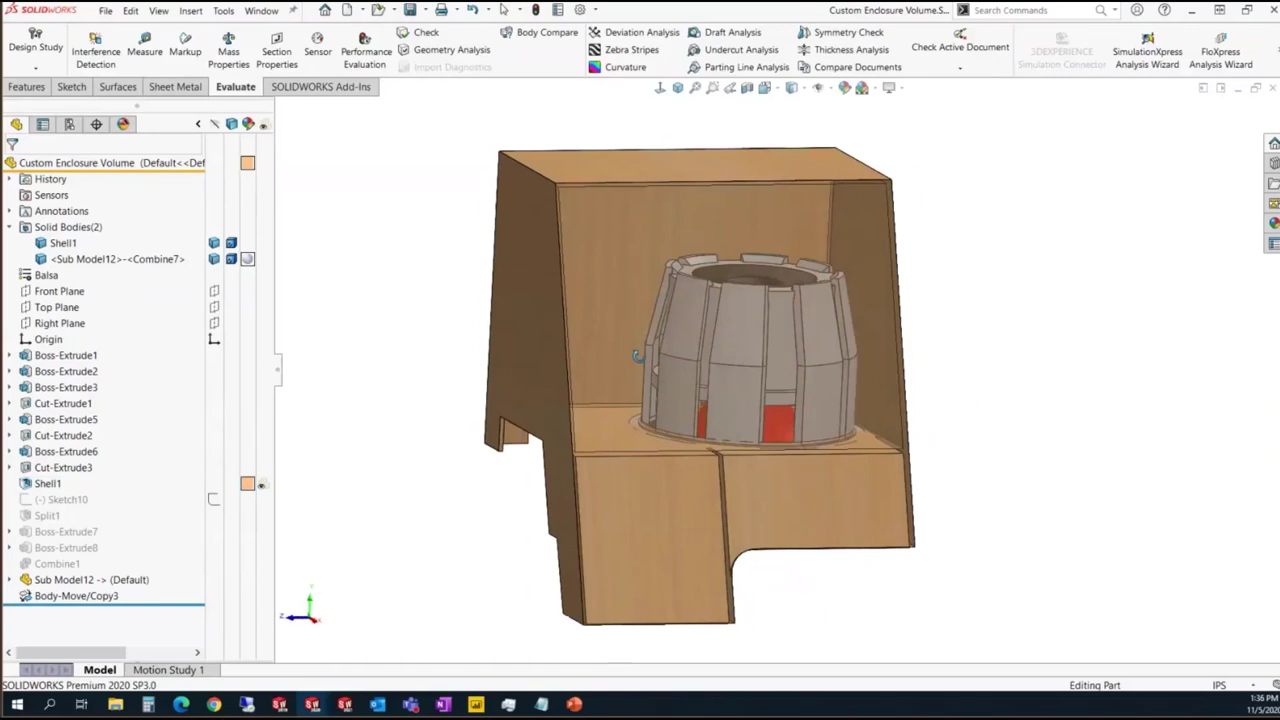 SOLIDWORKS File Edit View Insert Tools Window Custom Enclosure Volume.S... Search Commands
Design Study
Interference Detection
Measure
Markup
Mass Properties
Section Properties
Sensor
Performance Evaluation
Check
Geometry Analysis
Import Diagnostics
Body Compare
Deviation Analysis
Zebra Stripes
Curvature
Draft Analysis
Undercut Analysis
Parting Line Analysis
Symmetry Check
Thickness Analysis
Compare Documents
Check Active Document
3DEXPERIENCE Simulation Connector
SimulationXpress Analysis Wizard
FloXpress Analysis Wizard
Features Sketch Surfaces Sheet Metal Evaluate SOLIDWORKS Add-Ins
Custom Enclosure Volume (Default<<Def
History
Sensors
Annotations
Solid Bodies(2)
Shell1
<Sub Model12>-<Combine7>
Balsa
Front Plane
Top Plane
Right Plane
Origin
Boss-Extrude1
Boss-Extrude2
Boss-Extrude3
Cut-Extrude1
Boss-Extrude5
Cut-Extrude2
Boss-Extrude6
Cut-Extrude3
Shell1
(-) Sketch10
Split1
Boss-Extrude7
Boss-Extrude8
Combine1
Sub Model12 -> (Default)
Body-Move/Copy3
Y
Z
Model Motion Study 1
SOLIDWORKS Premium 2020 SP3.0 Editing Part IPS
1:36 PM
11/5/2020